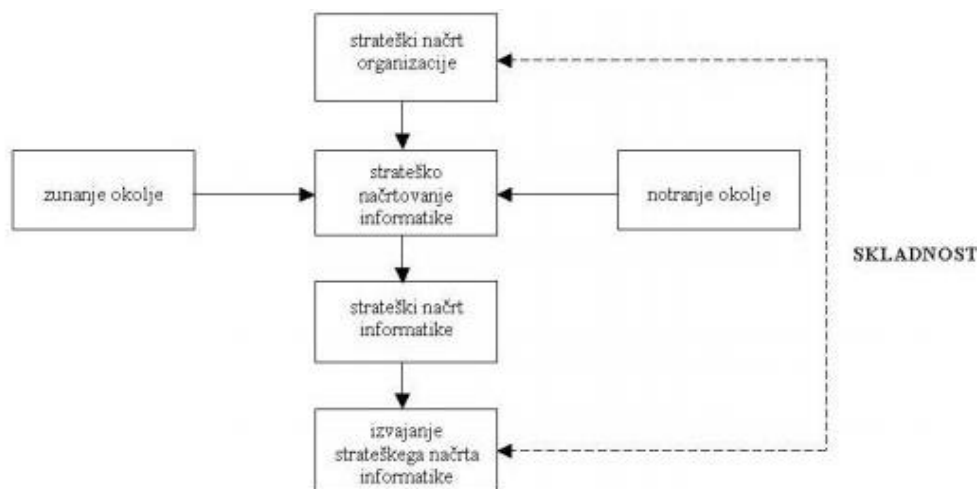 strateški načrt
organizacije
zunanje okolje
strateško
načrtovanje
informatike
notranje okolje
SKLADNOST
strateški načrt
informatike
izvajanje
strateškega načrta
informatike